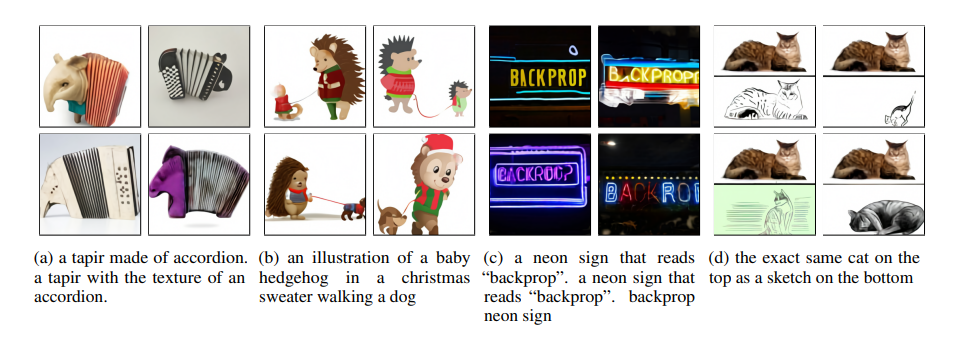 BACKPROP
BACKPROP
BACKROC?
BACKROP
(a) a tapir made of accordion.
a tapir with the texture of an
accordion.
(b) an illustration of a baby
hedgehog in a christmas
sweater walking a dog
(c) a neon sign that reads
“backprop”. a neon sign that
reads “backprop”. backprop
neon sign
(d) the exact same cat on the
top as a sketch on the bottom